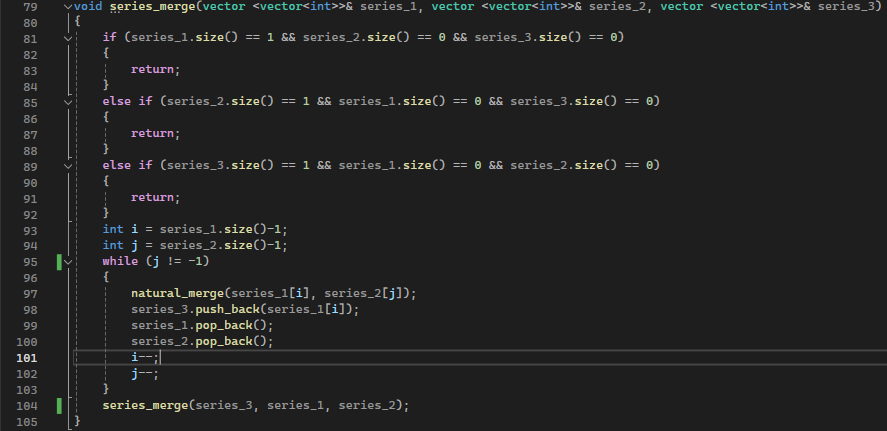 79 void series_merge(vector <vector<int>>& series_1, vector <vector<int>>& series_2, vector <vector<int>>& series_3)
80 {
81 if (series_1.size() == 1 && series_2.size() == 0 && series_3.size() == 0)
82 {
83 return;
84 }
85 else if (series_2.size() == 1 && series_1.size() == 0 && series_3.size() == 0)
86 {
87 return;
88 }
89 else if (series_3.size() == 1 && series_1.size() == 0 && series_2.size() == 0)
90 {
91 return;
92 }
93 int i = series_1.size()-1;
94 int j = series_2.size()-1;
95 while (j != -1)
96 {
97 natural_merge(series_1[i], series_2[j]);
98 series_3.push_back(series_1[i]);
99 series_1.pop_back();
100 series_2.pop_back();
101 i--;
102 j--;
103 }
104 series_merge(series_3, series_1, series_2);
105 }